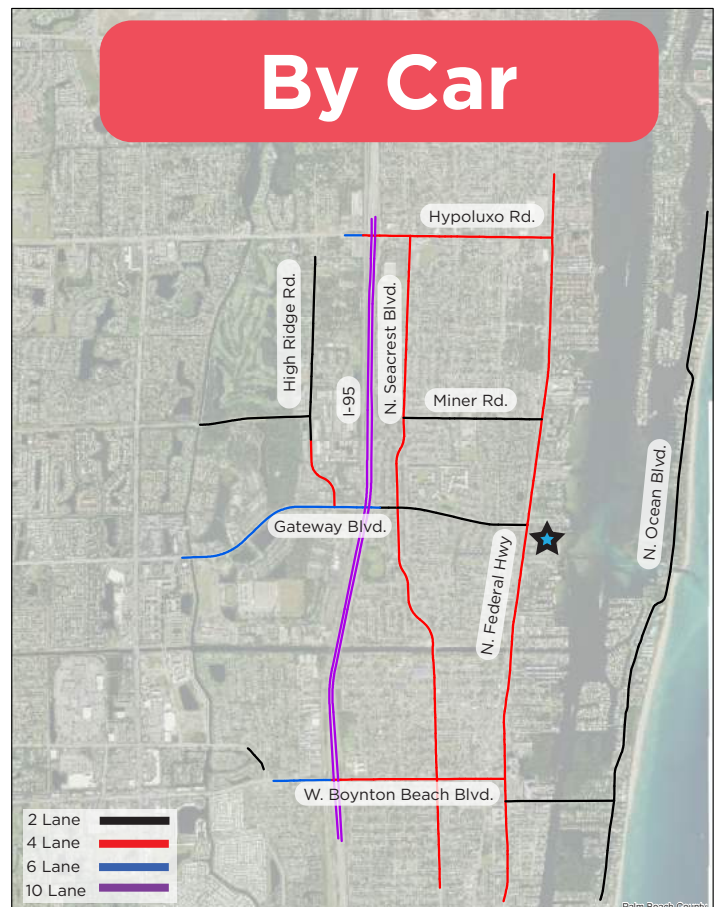 By Car
Hypoluxo Rd.
High Ridge Rd.
I-95
N. Seacrest Blvd.
Miner Rd.
N. Ocean Blvd.
Gateway Blvd.
N. Federal Hwy
W. Boynton Beach Blvd.
2 Lane
4 Lane
6 Lane
10 Lane
Palm Beach County